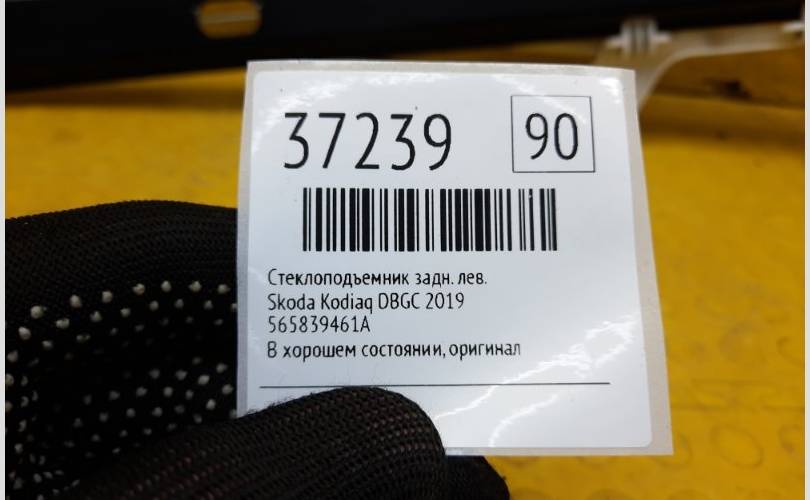 37239
90
Стеклоподъемник задн. лев.
Skoda Kodiaq DBGC 2019
565839461A
В хорошем состоянии, оригинал